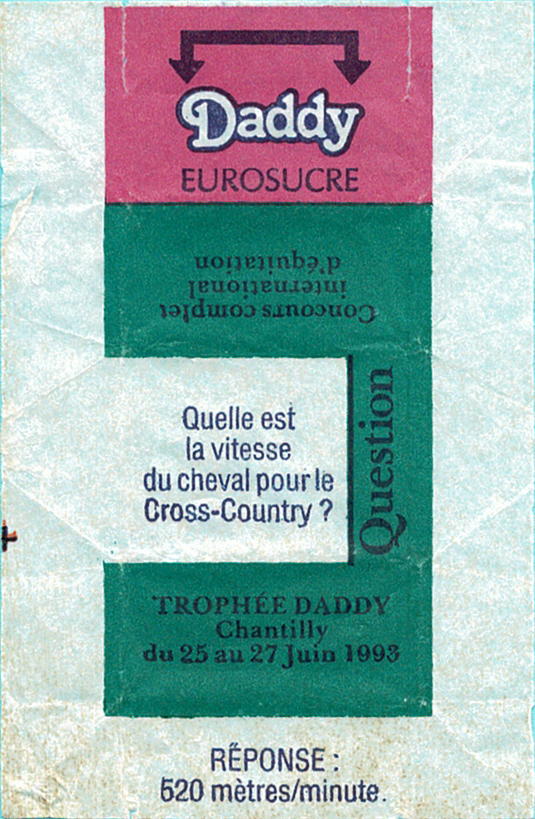 Daddy
EUROSUCRE
Concours complet
international
d'équitation
Quelle est
la vitesse
du cheval pour le
Cross-Country ?
Question
TROPHÉE DADDY
Chantilly
du 25 au 27 Juin 1993
RÉPONSE :
520 mètres/minute.